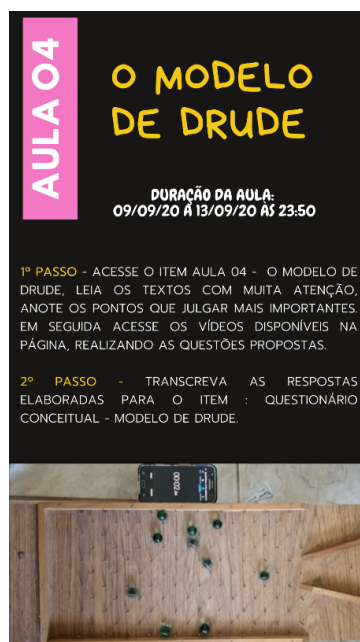 AULA 04
O MODELO
DE DRUDE
DURAÇÃO DA AULA:
09/09/20 A 13/09/20 ÀS 23:50
1º PASSO - ACESSE O ITEM AULA 04 - O MODELO DE
DRUDE, LEIA OS TEXTOS COM MUITA ATENÇÃO,
ANOTE OS PONTOS QUE JULGAR MAIS IMPORTANTES.
EM SEGUIDA ACESSE OS VÍDEOS DISPONÍVEIS NA
PÁGINA, REALIZANDO AS QUESTÕES PROPOSTAS.
2º PASSO - TRANSCREVA AS RESPOSTAS
ELABORADAS PARA O ITEM : QUESTIONÁRIO
CONCEITUAL - MODELO DE DRUDE.